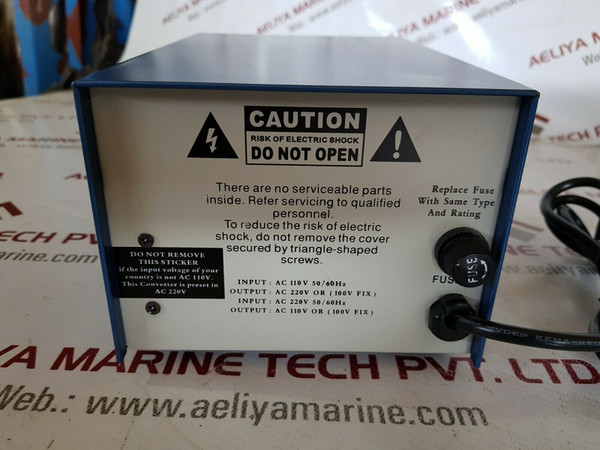 AELIYA MARINE TECH
www.aeliyamarine
CAUTION
RISK OF ELECTRIC SHOCK
DO NOT OPEN
There are no serviceable parts
inside. Refer servicing to qualified
personnel.
To reduce the risk of electric
shock, do not remove the cover
secured by triangle-shaped
screws.
Replace Fuse
With Same Type
And Rating
FUSE
FUSE
DO NOT REMOVE
THIS STICKER
if the input voltage of your
country is not AC 110V.
This Converter is preset in
AC 220V
INPUT: AC 110V 50/60Hz
OUTPUT: AC 220V OR (100V FIX)
INPUT: AC 220V 50/60Hz
OUTPUT: AC 110V OR (100V FIX)
MARINE TECH PVT. LTD.
Web.: www.aeliyamarine.com